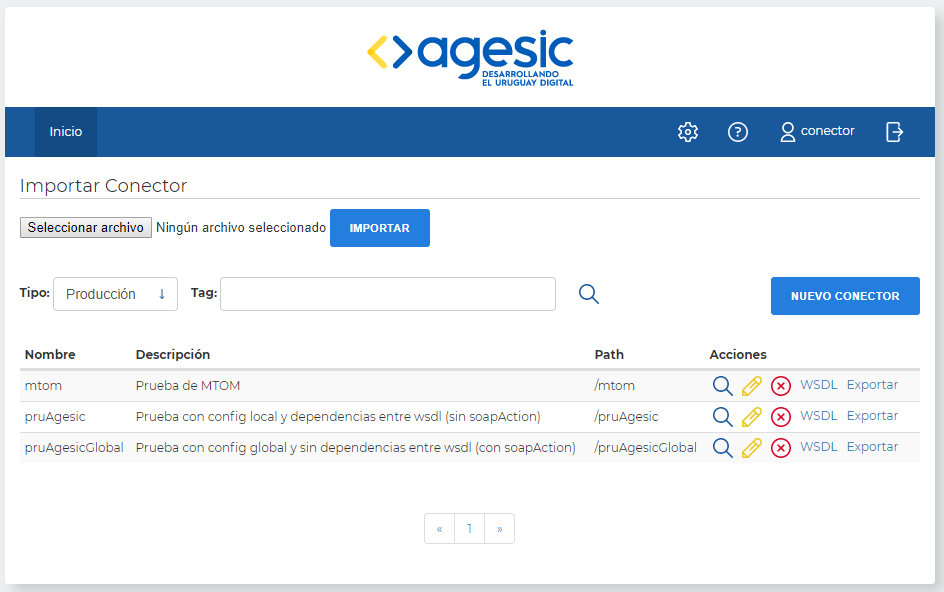 agesic
DESARROLLANDO
EL URUGUAY DIGITAL
Inicio
? conector
Importar Conector
Seleccionar archivo Ningún archivo seleccionado IMPORTAR
Tipo: Producción ↓ Tag: NUEVO CONECTOR
Nombre Descripción Path Acciones
mtom Prueba de MTOM /mtom WSDL Exportar
pruAgesic Prueba con config local y dependencias entre wsdl (sin soapAction) /pruAgesic WSDL Exportar
pruAgesicGlobal Prueba con config global y sin dependencias entre wsdl (con soapAction) /pruAgesicGlobal WSDL Exportar
« 1 »